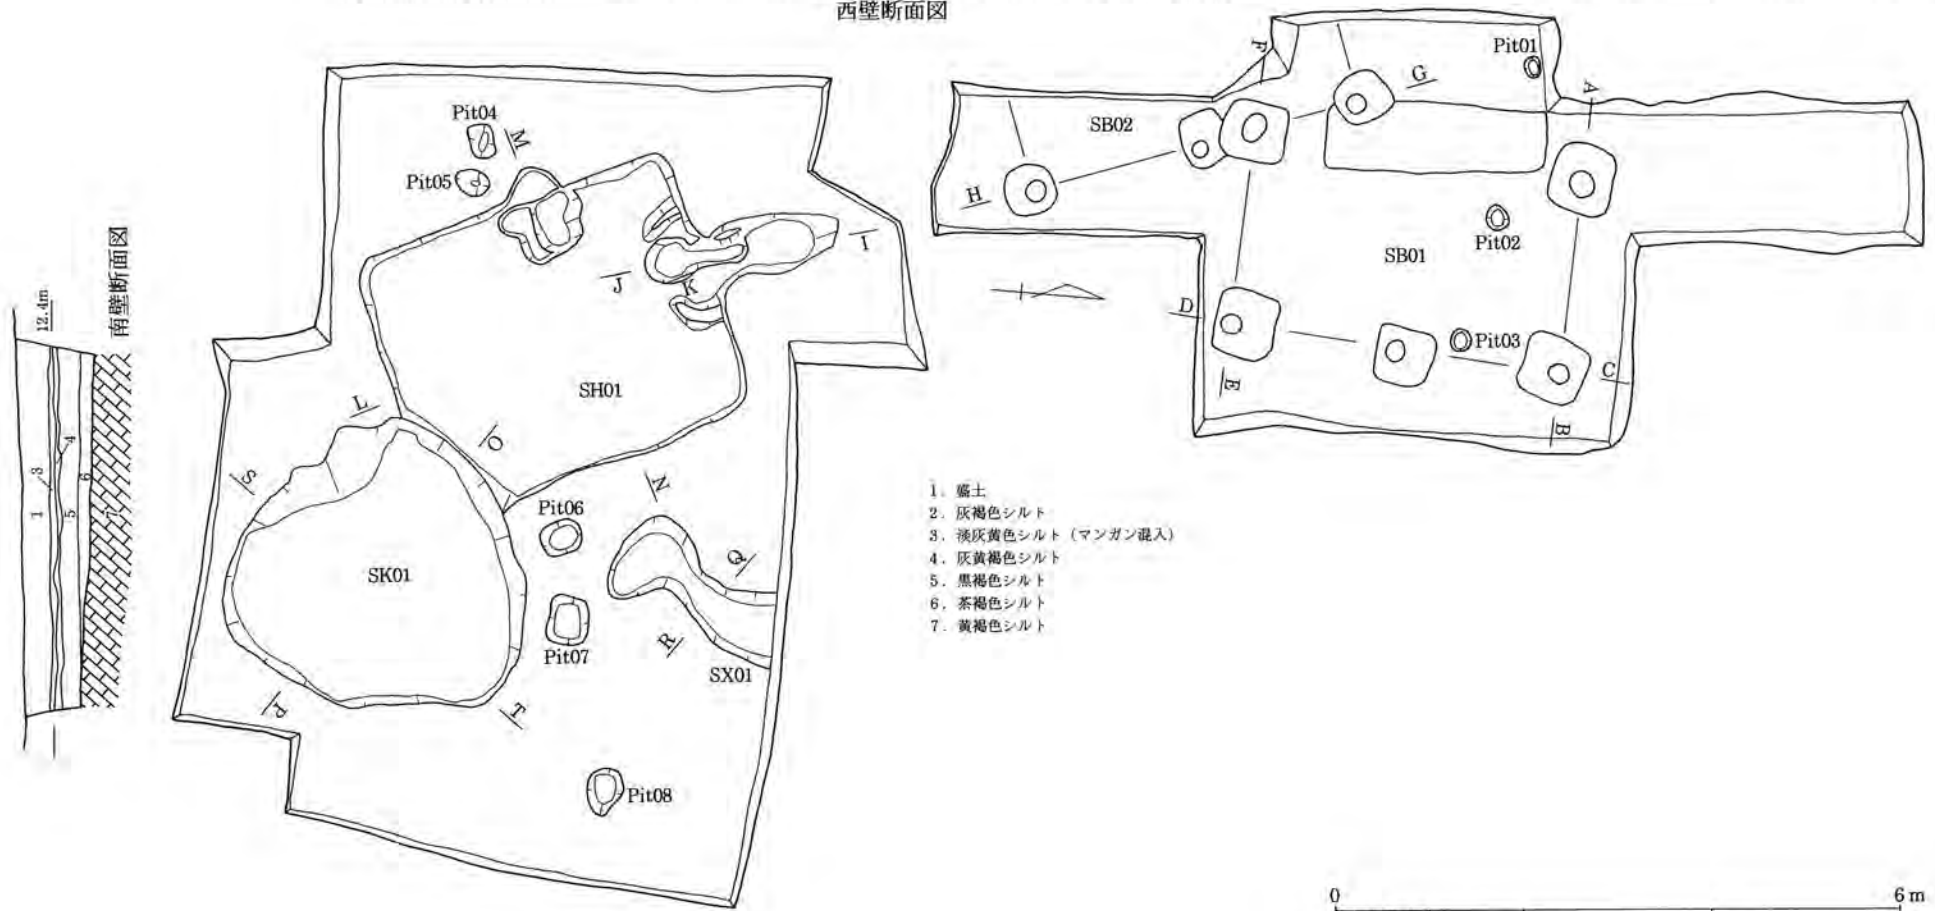 西壁断面図
Pit01
F
G
A
SB02
H
Pit02
SB01
D
Pit03
E
C
B
Pit04
M
Pit05
I
J
K
SH01
L
O
S
N
Pit06
Q
SK01
R
Pit07
SX01
P
T
Pit08
南壁断面図
12.4m
1
3
4
5
6
7
1. 盛土
2. 灰褐色シルト
3. 淡灰黄色シルト（マンガン混入）
4. 灰黄褐色シルト
5. 黒褐色シルト
6. 茶褐色シルト
7. 黄褐色シルト
0
6m